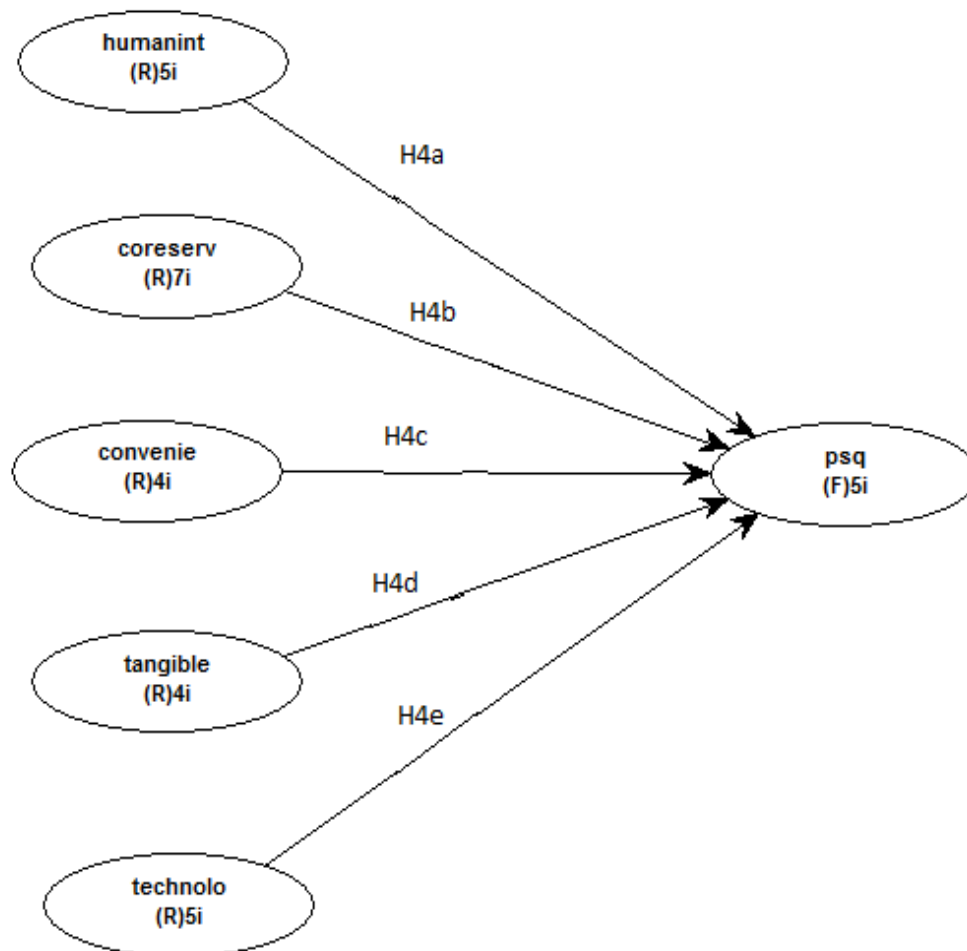 humanint
(R)5i
H4a
coreserv
(R)7i
H4b
convenie
(R)4i
H4c
psq
(F)5i
tangible
(R)4i
H4d
technolo
(R)5i
H4e